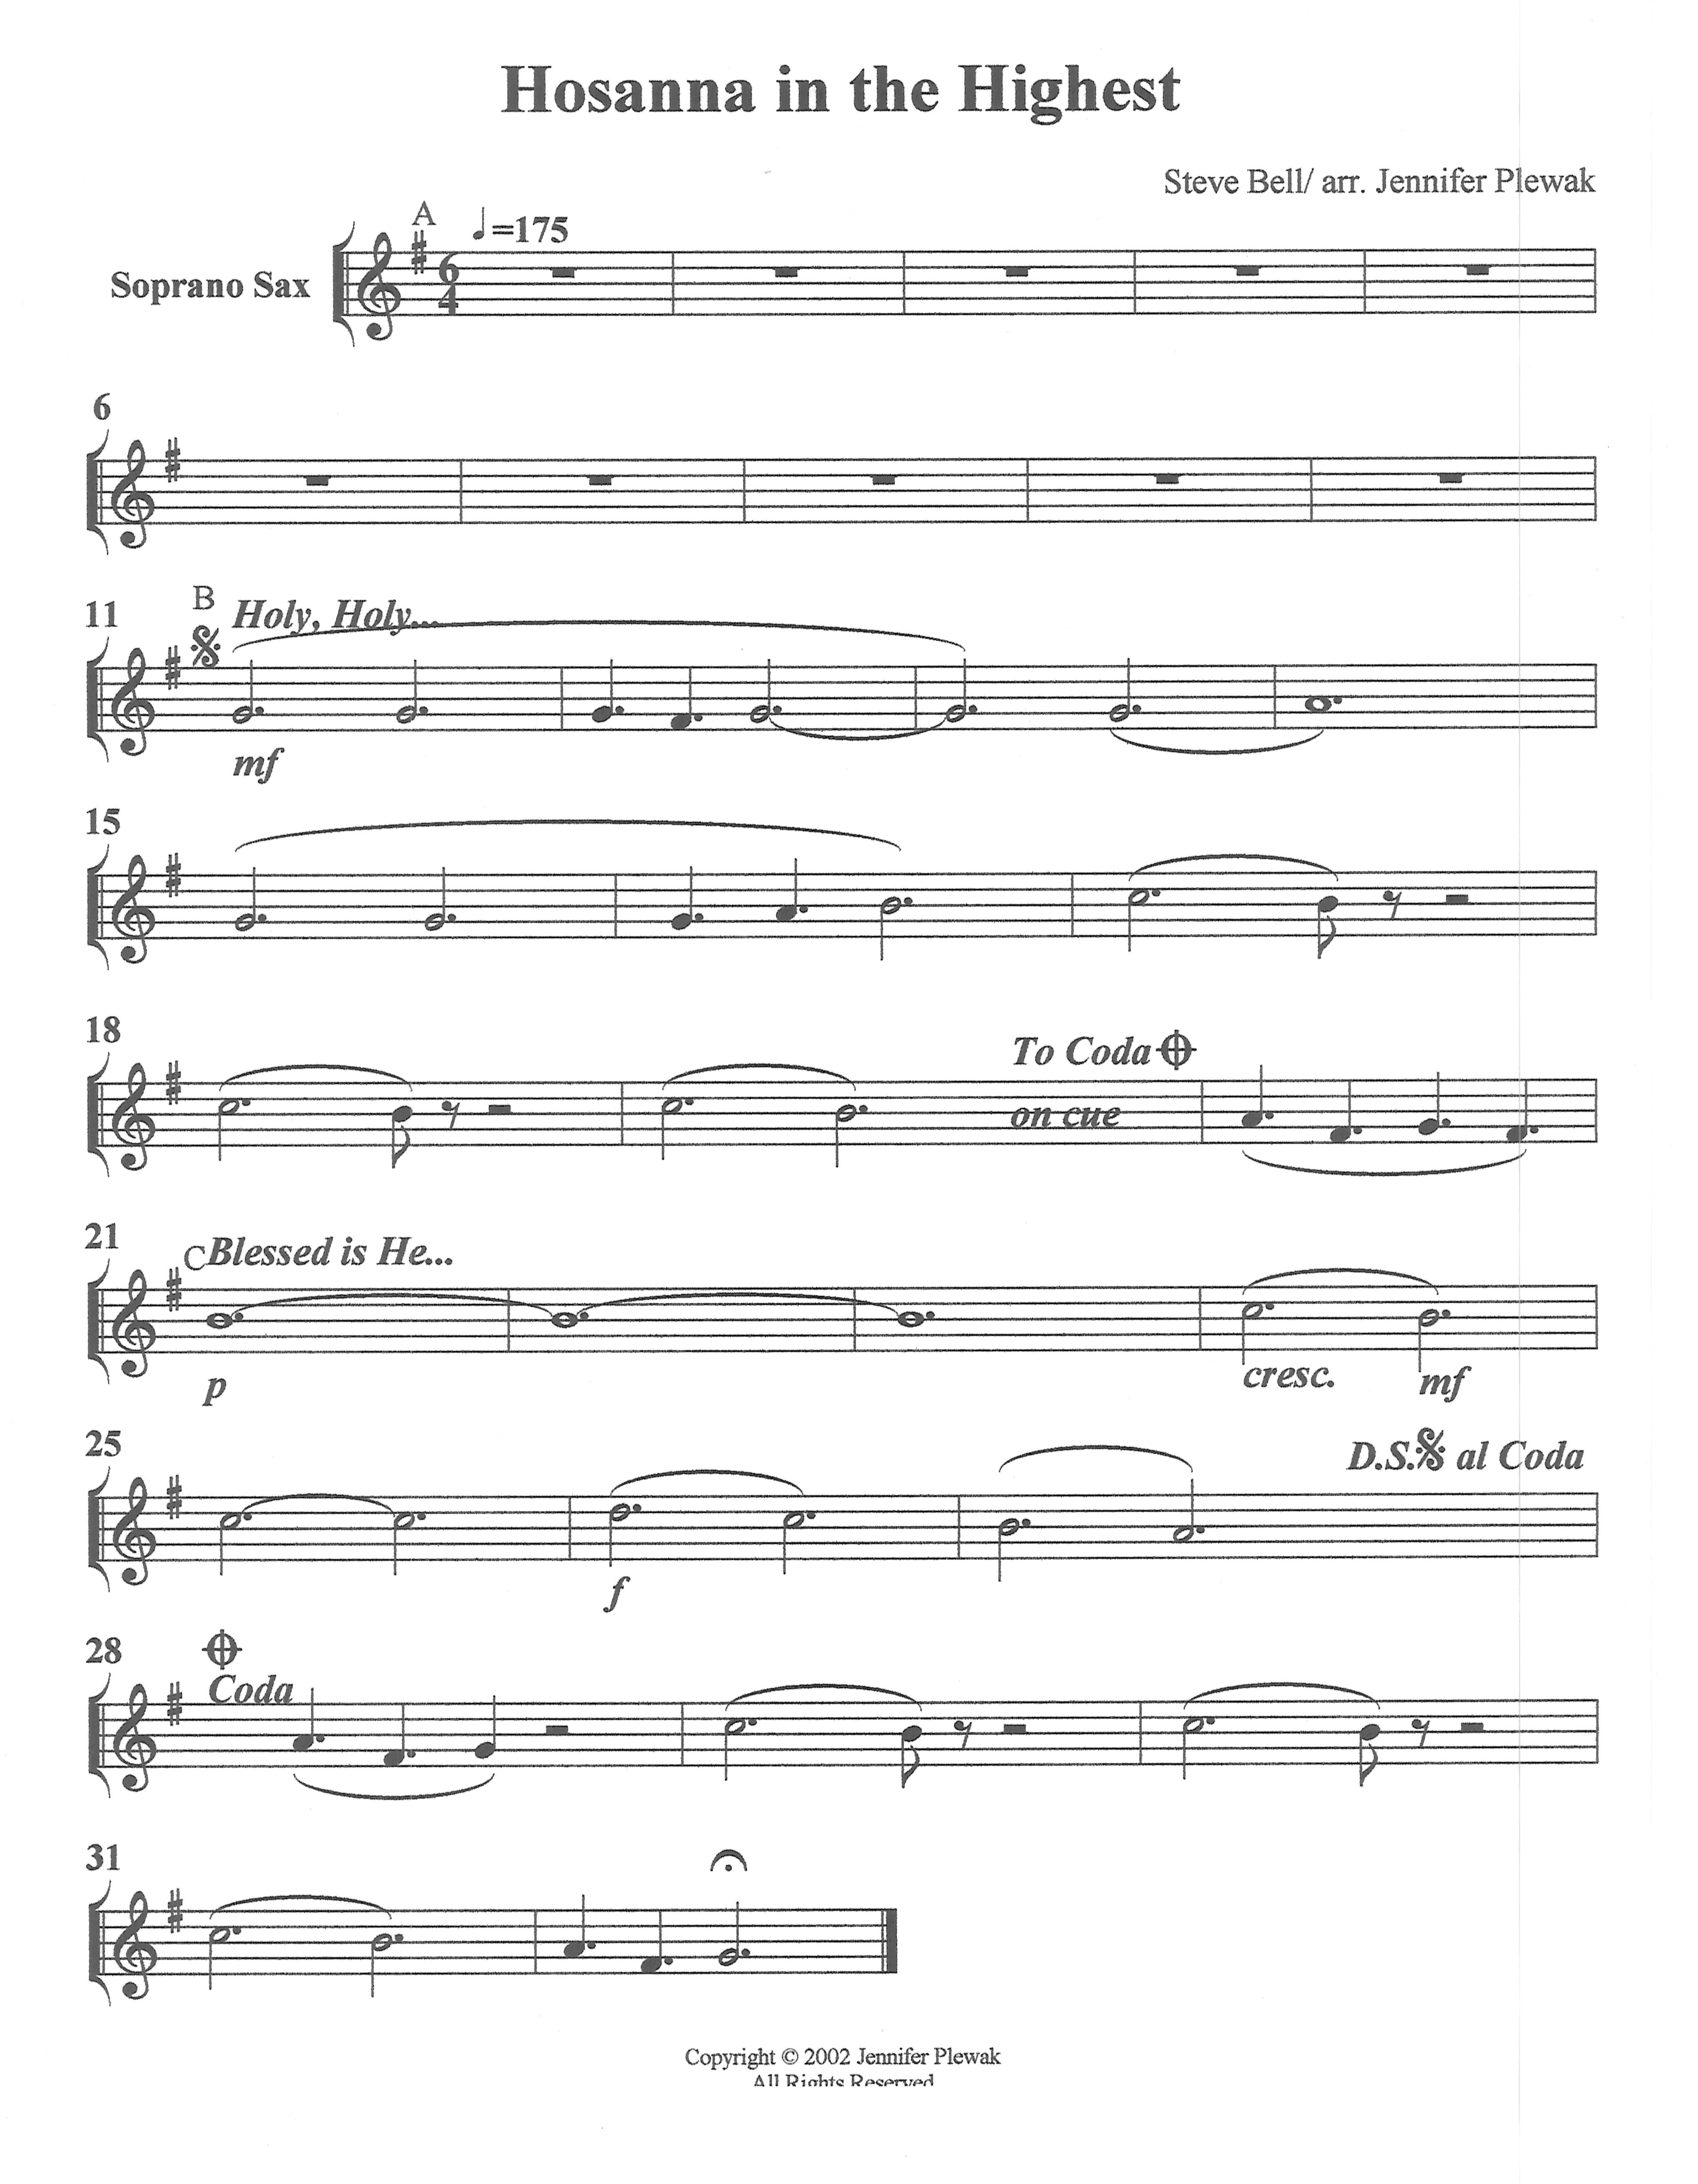 Hosanna in the Highest
Steve Bell/ arr. Jennifer Plewak
A
♩=175
Soprano Sax
6
4
6
11
B
Holy, Holy...
mf
15
18
To Coda
on cue
21
C Blessed is He...
p
cresc.
mf
25
D.S. al Coda
f
28
Coda
31
Copyright © 2002 Jennifer Plewak
All Rights Reserved